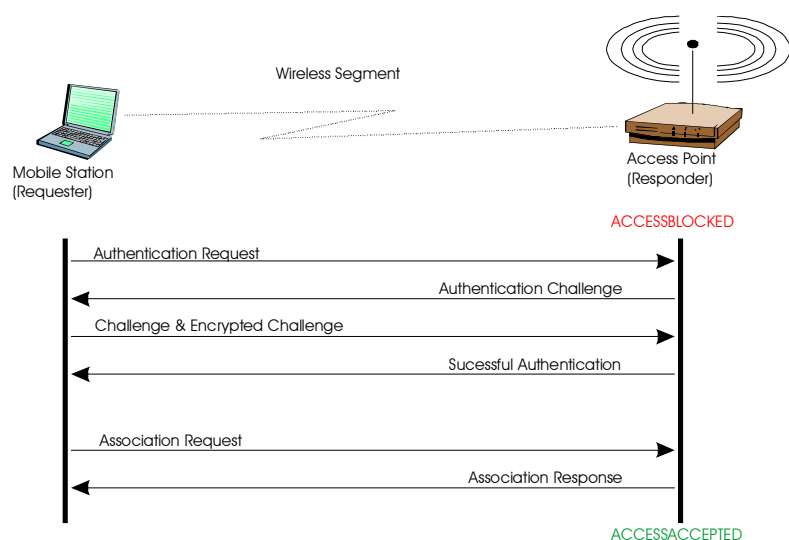 Wireless Segment
Mobile Station
(Requester)
Access Point
(Responder)
ACCESSBLOCKED
Authentication Request
Authentication Challenge
Challenge & Encrypted Challenge
Sucessful Authentication
Association Request
Association Response
ACCESSACCEPTED